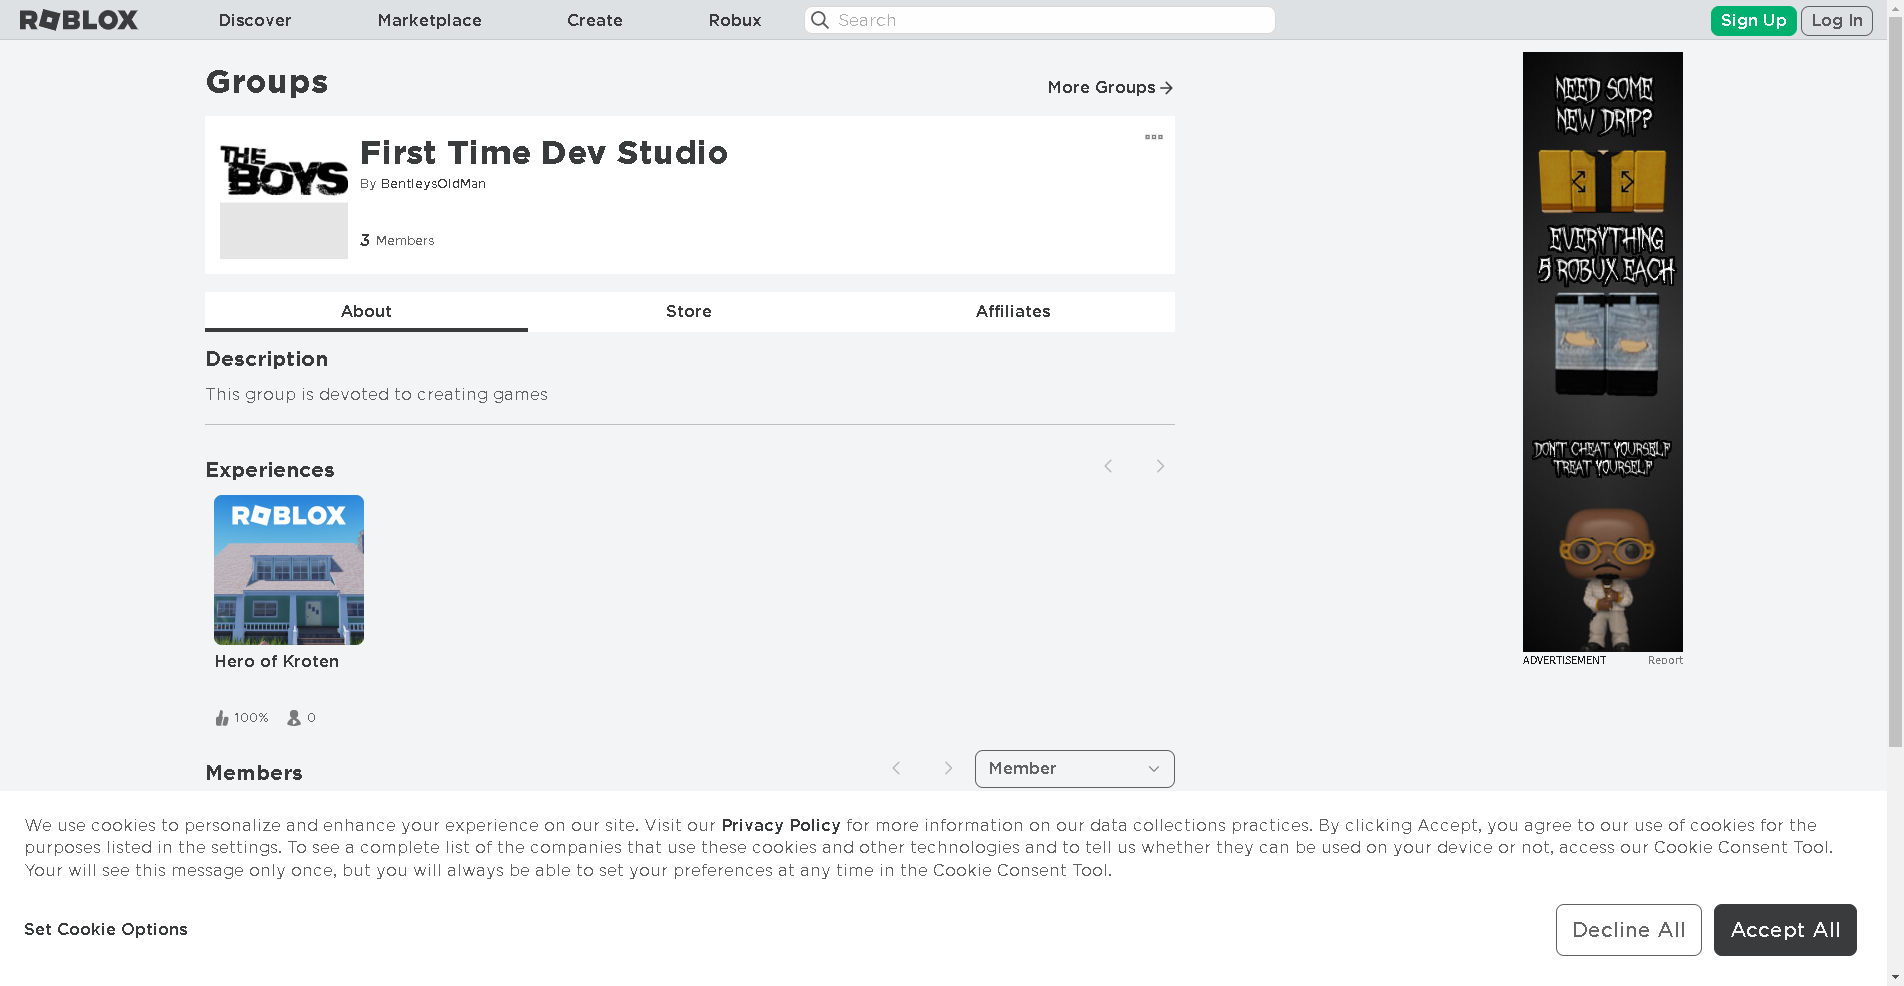 ROBLOX Discover Marketplace Create Robux Search Sign Up Log In
Groups
More Groups
THE BOYS
First Time Dev Studio
By BentleysOldMan
3 Members
About Store Affiliates
Description
This group is devoted to creating games
Experiences
ROBLOX
Hero of Kroten
100% 0
Members
Member
NEED SOME
NEW DRIP?
EVERYTHING
5 ROBUX EACH
DON'T CHEAT YOURSELF
TREAT YOURSELF
ADVERTISEMENT Report
We use cookies to personalize and enhance your experience on our site. Visit our Privacy Policy for more information on our data collections practices. By clicking Accept, you agree to our use of cookies for the
purposes listed in the settings. To see a complete list of the companies that use these cookies and other technologies and to tell us whether they can be used on your device or not, access our Cookie Consent Tool.
Your will see this message only once, but you will always be able to set your preferences at any time in the Cookie Consent Tool.
Set Cookie Options
Decline All
Accept All